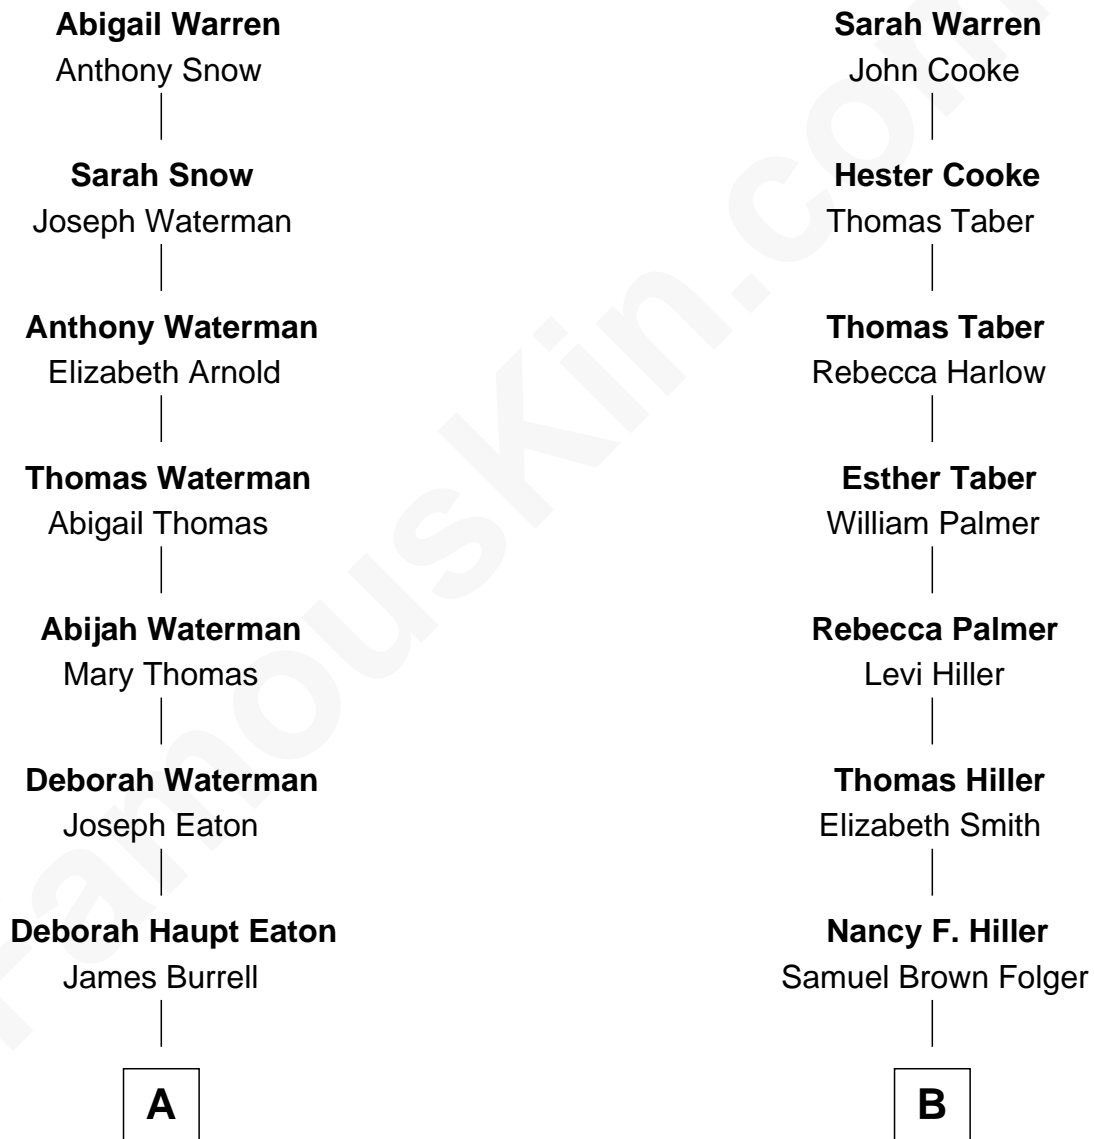 Abigail Warren
Anthony Snow
Sarah Snow
Joseph Waterman
Anthony Waterman
Elizabeth Arnold
Thomas Waterman
Abigail Thomas
Abijah Waterman
Mary Thomas
Deborah Waterman
Joseph Eaton
Deborah Haupt Eaton
James Burrell
A
Sarah Warren
John Cooke
Hester Cooke
Thomas Taber
Thomas Taber
Rebecca Harlow
Esther Taber
William Palmer
Rebecca Palmer
Levi Hiller
Thomas Hiller
Elizabeth Smith
Nancy F. Hiller
Samuel Brown Folger
B
FamousKin.com